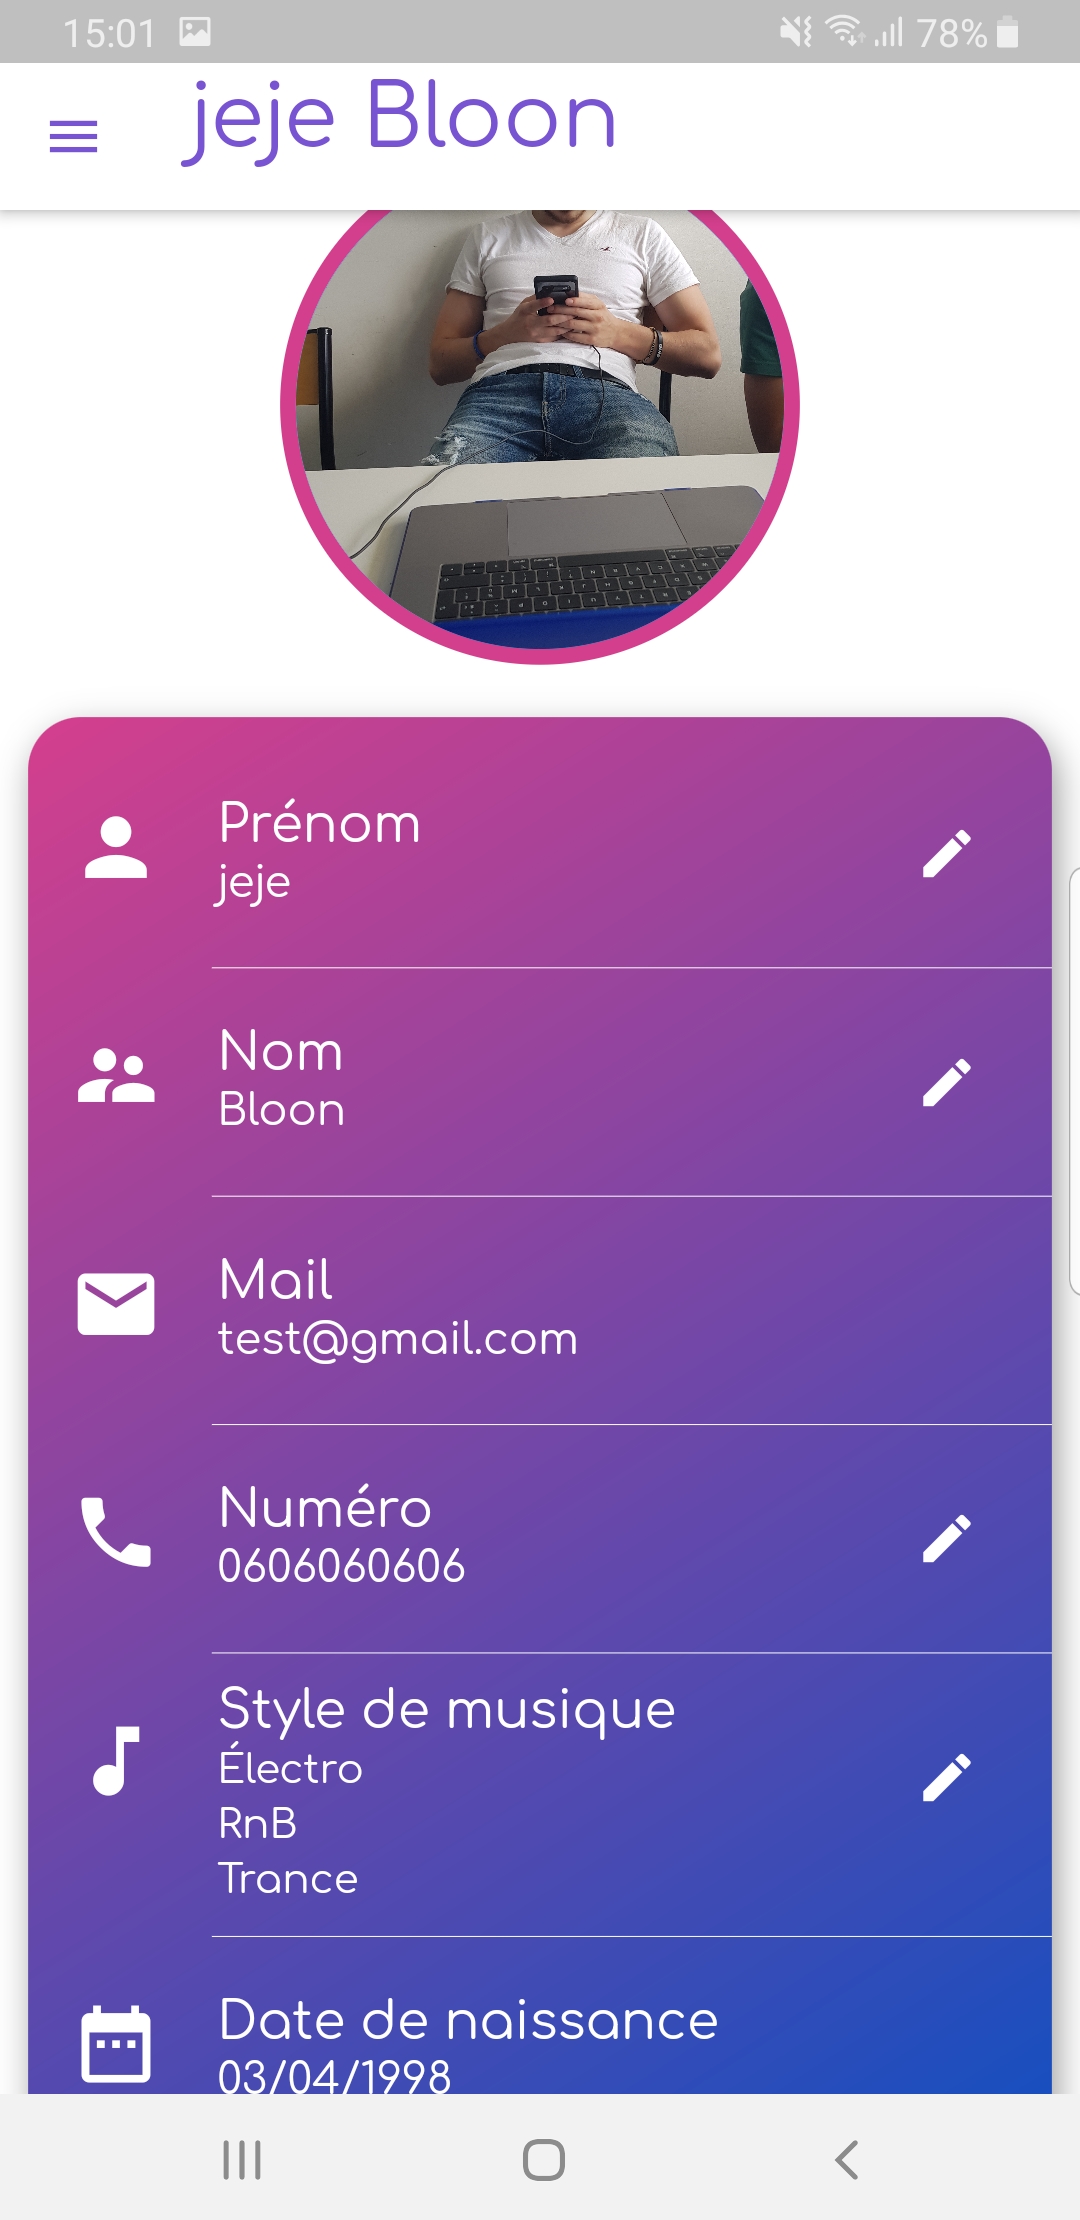 15:01 78%
jeje Bloon
Prénom
jeje
Nom
Bloon
Mail
test@gmail.com
Numéro
0606060606
Style de musique
Électro
RnB
Trance
Date de naissance
03/04/1998